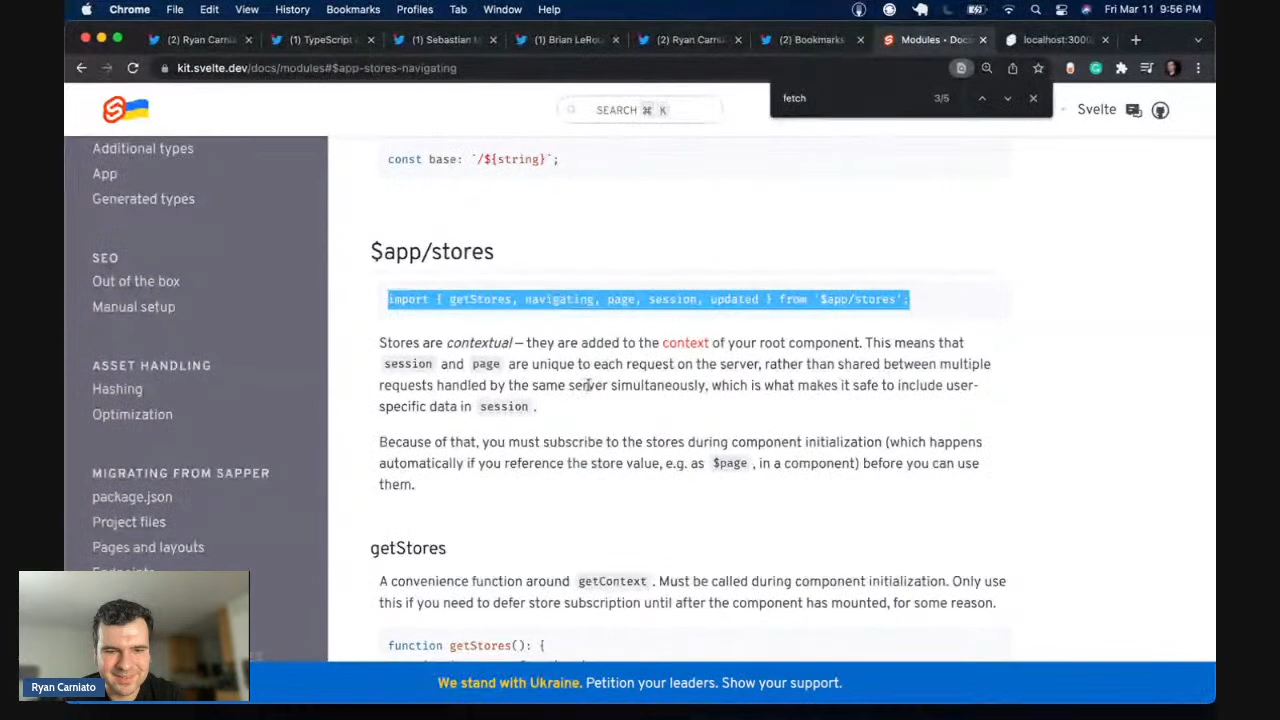 Chrome File Edit View History Bookmarks Profiles Tab Window Help Fri Mar 11 9:56 PM
(2) Ryan Carnia (1) TypeScript (1) Sebastian M (1) Brian LeRou (2) Ryan Carnia (2) Bookmarks Modules • Docs localhost:3000
kit.svelte.dev/docs/modules#$app-stores-navigating
fetch 3/5
SEARCH ⌘ K
Svelte
Additional types
App
Generated types
SEO
Out of the box
Manual setup
ASSET HANDLING
Hashing
Optimization
MIGRATING FROM SAPPER
package.json
Project files
Pages and layouts
Endpoints
const base: `/${string}`;
$app/stores
import { getStores, navigating, page, session, updated } from '$app/stores';
Stores are contextual — they are added to the context of your root component. This means that
session and page are unique to each request on the server, rather than shared between multiple
requests handled by the same server simultaneously, which is what makes it safe to include user-
specific data in session .
Because of that, you must subscribe to the stores during component initialization (which happens
automatically if you reference the store value, e.g. as $page , in a component) before you can use
them.
getStores
A convenience function around getContext . Must be called during component initialization. Only use
this if you need to defer store subscription until after the component has mounted, for some reason.
function getStores(): {
We stand with Ukraine. Petition your leaders. Show your support.
Ryan Carniato